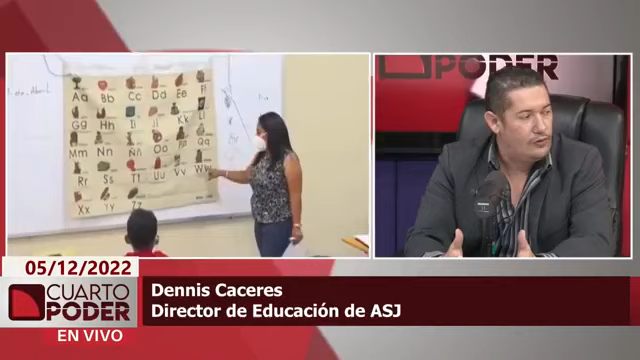 Aa Bb Cc Dd Ee Ff
Gg Hh Ii Jj Kk Ll
Mm Nn Ññ Oo Pp Qq
Rr Ss Tt Uu Vv Ww
Xx Yy Zz
PODER
05/12/2022
CUARTO
PODER
EN VIVO
Dennis Caceres
Director de Educación de ASJ